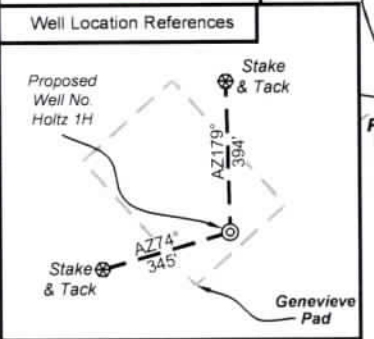 Well Location References
Stake
& Tack
Proposed
Well No.
Holtz 1H
AZ179°
394'
AZ74°
345'
Stake
& Tack
Genevieve
Pad